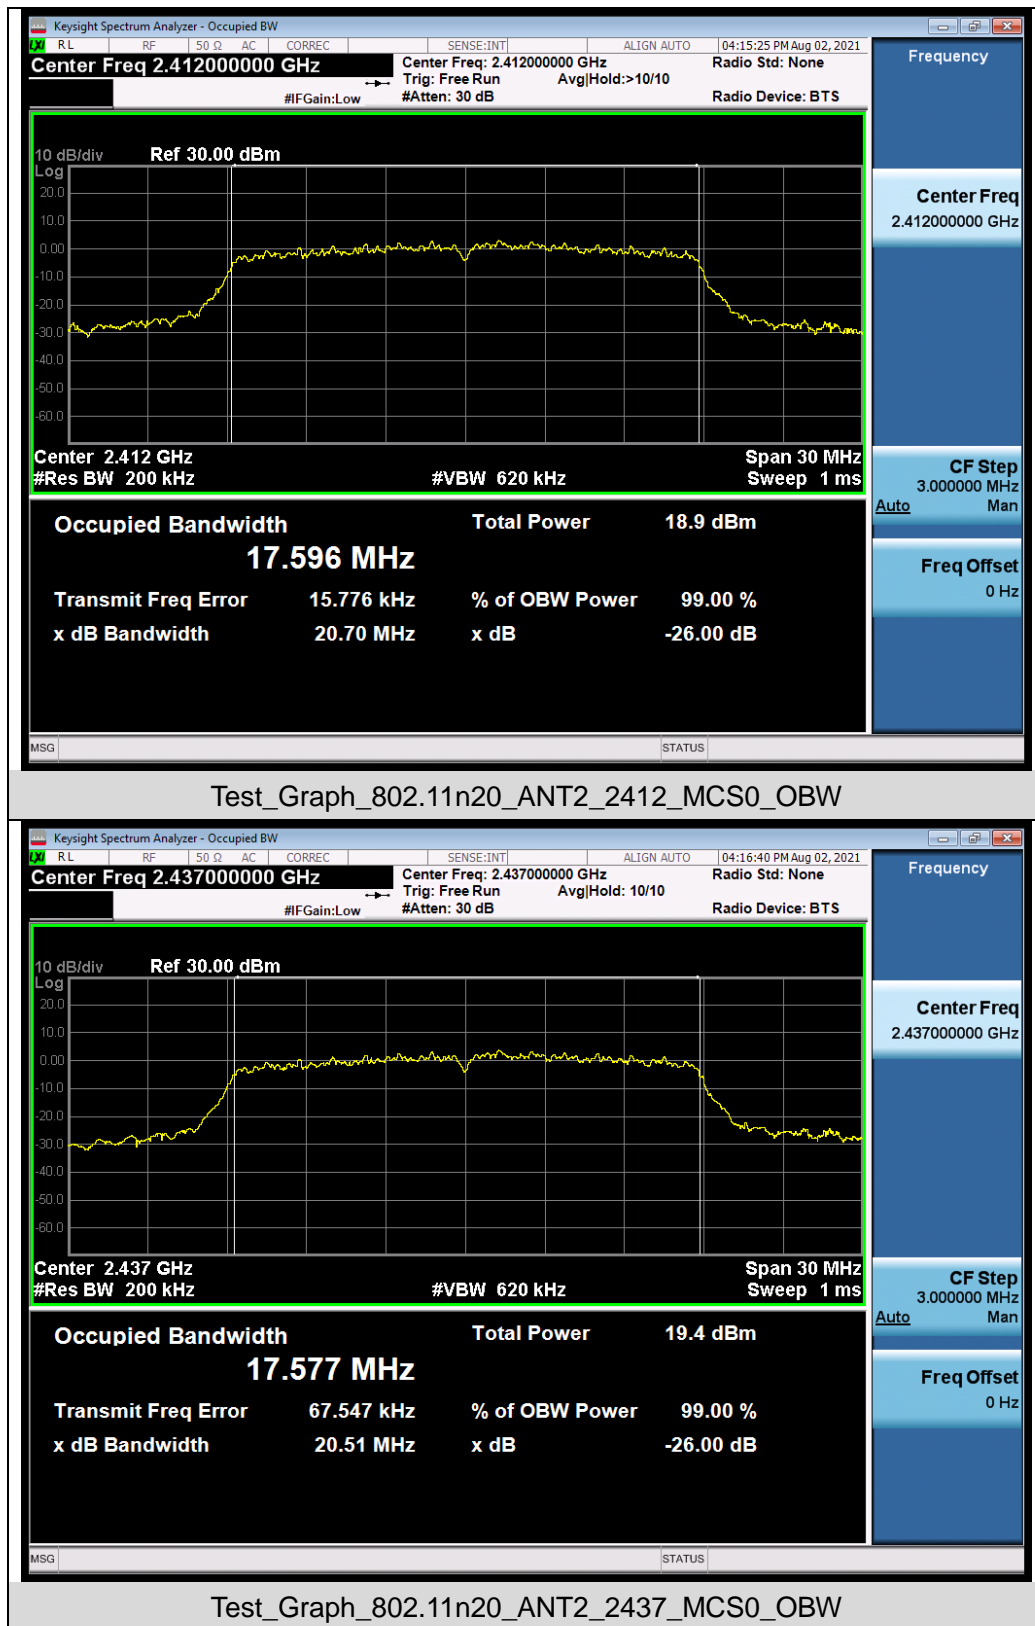 Keysight Spectrum Analyzer - Occupied BW
LXI RL RF 50 Ω AC CORREC SENSE:INT ALIGN AUTO 04:15:25 PM Aug 02, 2021
Center Freq 2.412000000 GHz
Center Freq: 2.412000000 GHz
Radio Std: None
Trig: Free Run Avg|Hold:>10/10
#IFGain:Low
#Atten: 30 dB
Radio Device: BTS
Frequency
10 dB/div Ref 30.00 dBm
Log
20.0
10.0
0.00
-10.0
-20.0
-30.0
-40.0
-50.0
-60.0
Center 2.412 GHz
Span 30 MHz
#Res BW 200 kHz
#VBW 620 kHz
Sweep 1 ms
Center Freq
2.412000000 GHz
CF Step
3.000000 MHz
Auto Man
Freq Offset
0 Hz
Occupied Bandwidth
Total Power 18.9 dBm
17.596 MHz
Transmit Freq Error 15.776 kHz % of OBW Power 99.00 %
x dB Bandwidth 20.70 MHz x dB -26.00 dB
MSG STATUS
Test_Graph_802.11n20_ANT2_2412_MCS0_OBW
Keysight Spectrum Analyzer - Occupied BW
LXI RL RF 50 Ω AC CORREC SENSE:INT ALIGN AUTO 04:16:40 PM Aug 02, 2021
Center Freq 2.437000000 GHz
Center Freq: 2.437000000 GHz
Radio Std: None
Trig: Free Run Avg|Hold: 10/10
#IFGain:Low
#Atten: 30 dB
Radio Device: BTS
Frequency
10 dB/div Ref 30.00 dBm
Log
20.0
10.0
0.00
-10.0
-20.0
-30.0
-40.0
-50.0
-60.0
Center 2.437 GHz
Span 30 MHz
#Res BW 200 kHz
#VBW 620 kHz
Sweep 1 ms
Center Freq
2.437000000 GHz
CF Step
3.000000 MHz
Auto Man
Freq Offset
0 Hz
Occupied Bandwidth
Total Power 19.4 dBm
17.577 MHz
Transmit Freq Error 67.547 kHz % of OBW Power 99.00 %
x dB Bandwidth 20.51 MHz x dB -26.00 dB
MSG STATUS
Test_Graph_802.11n20_ANT2_2437_MCS0_OBW